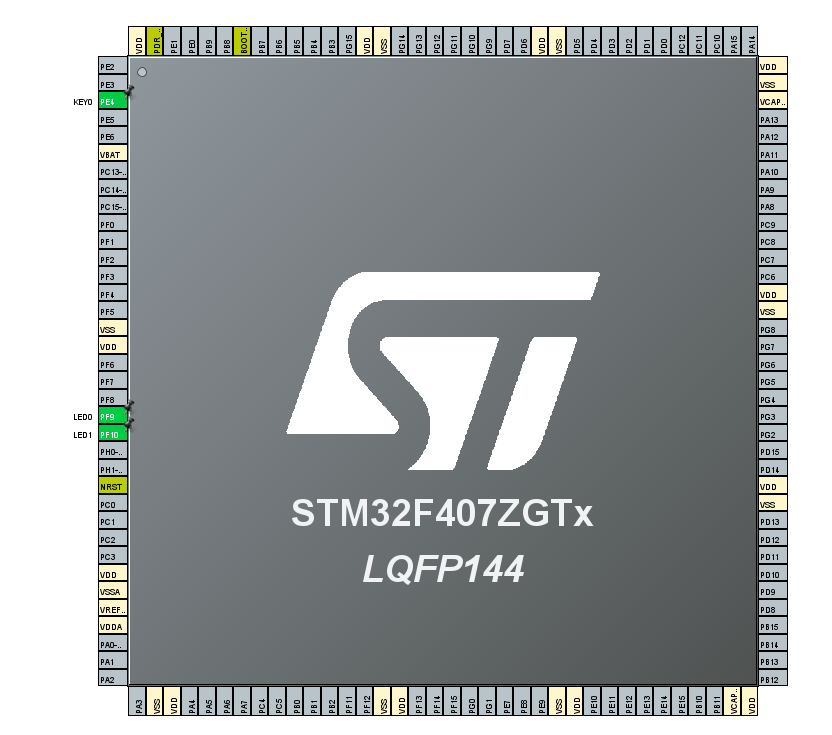 VDD PDR_.. PE1 PE0 PB9 PB8 BOOT.. PB7 PB6 PB5 PB4 PB3 PG15 VDD VSS PG14 PG13 PG12 PG11 PG10 PG9 PD7 PD6 VDD VSS PD5 PD4 PD3 PD2 PD1 PD0 PC12 PC11 PC10 PA15 PA14
PE2 VDD
PE3 VSS
KEY0 PE4 VCAP..
PE5 PA13
PE6 PA12
VBAT PA11
PC13-.. PA10
PC14-.. PA9
PC15-.. PA8
PF0 PC9
PF1 PC8
PF2 PC7
PF3 PC6
PF4 VDD
PF5 VSS
VSS PG8
VDD PG7
PF6 PG6
PF7 PG5
PF8 PG4
LED0 PF9 PG3
LED1 PF10 PG2
PH0-.. PD15
PH1-.. PD14
NRST VDD
PC0 VSS
PC1 PD13
PC2 PD12
PC3 PD11
VDD PD10
VSSA PD9
VREF.. PD8
VDDA PB15
PA0-.. PB14
PA1 PB13
PA2 PB12
ST
STM32F407ZGTx
LQFP144
PA3 VSS VDD PA4 PA5 PA6 PA7 PC4 PC5 PB0 PB1 PB2 PF11 PF12 VSS VDD PF13 PF14 PF15 PG0 PG1 PE7 PE8 PE9 VSS VDD PE10 PE11 PE12 PE13 PE14 PE15 PB10 PB11 VCAP.. VDD